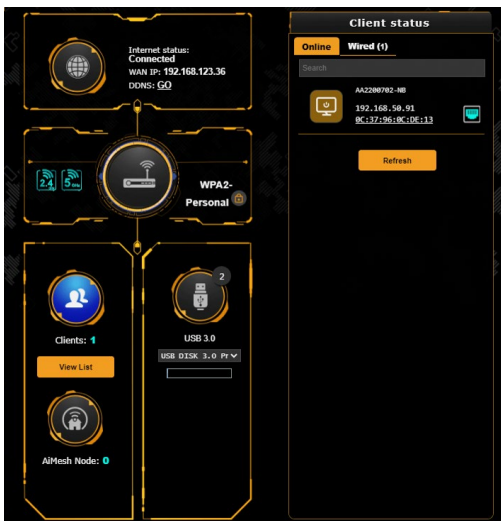 Internet status:
Connected
WAN IP: 192.168.123.36
DDNS: GO
2.4
5
WPA2-
Personal
Clients: 1
View List
AiMesh Node: 0
2
USB 3.0
USB DISK 3.0 Pr
Client status
Online Wired (1)
Search
AA2200702-NB
192.168.50.91
0C:37:96:0C:DE:13
Refresh